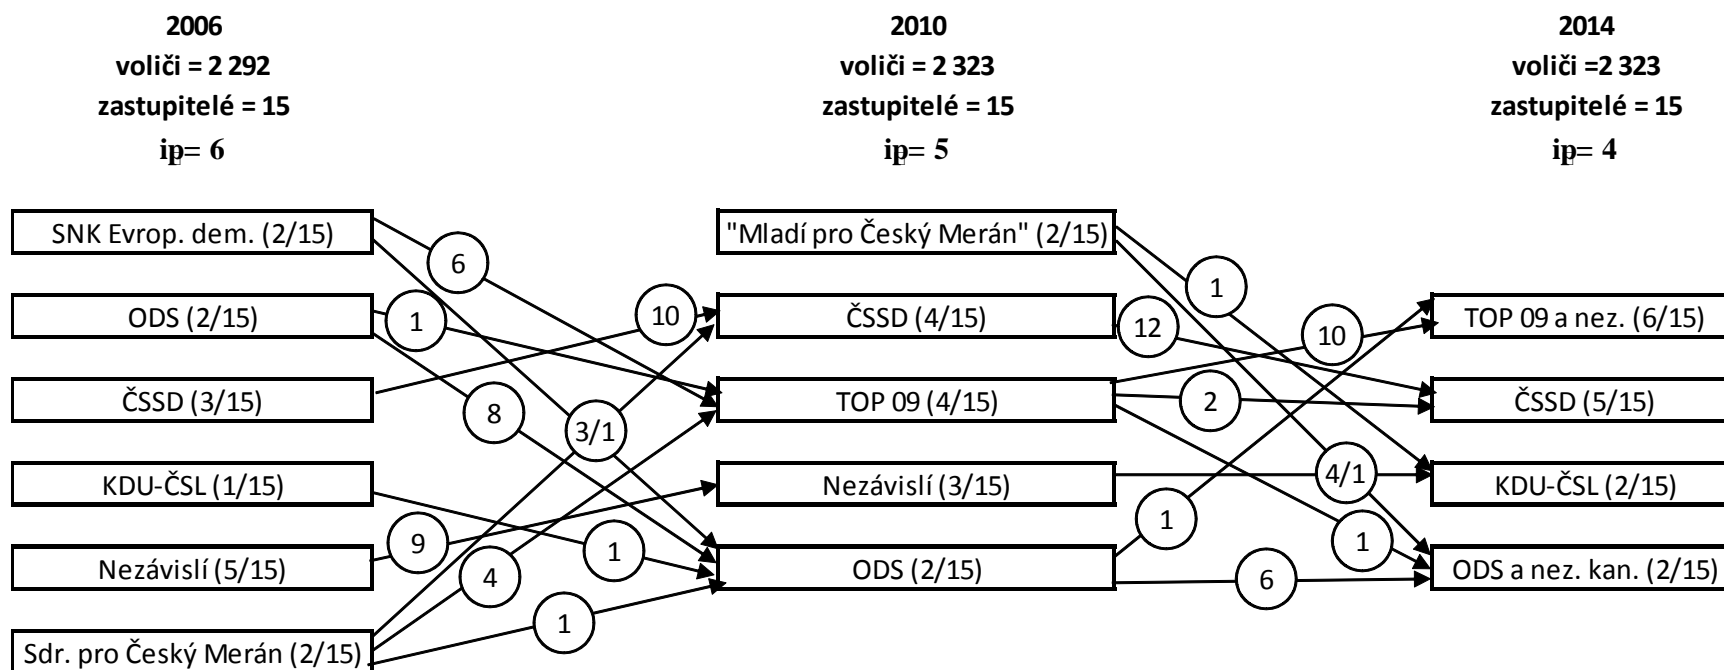 2006
voliči = 2 292
zastupitelé = 15
ip= 6
2010
voliči = 2 323
zastupitelé = 15
ip= 5
2014
voliči =2 323
zastupitelé = 15
ip= 4
SNK Evrop. dem. (2/15)
ODS (2/15)
ČSSD (3/15)
KDU-ČSL (1/15)
Nezávislí (5/15)
Sdr. pro Český Merán (2/15)
6
1
10
8
3/1
9
4
1
1
"Mladí pro Český Merán" (2/15)
ČSSD (4/15)
TOP 09 (4/15)
Nezávislí (3/15)
ODS (2/15)
1
12
10
2
4/1
1
1
6
TOP 09 a nez. (6/15)
ČSSD (5/15)
KDU-ČSL (2/15)
ODS a nez. kan. (2/15)